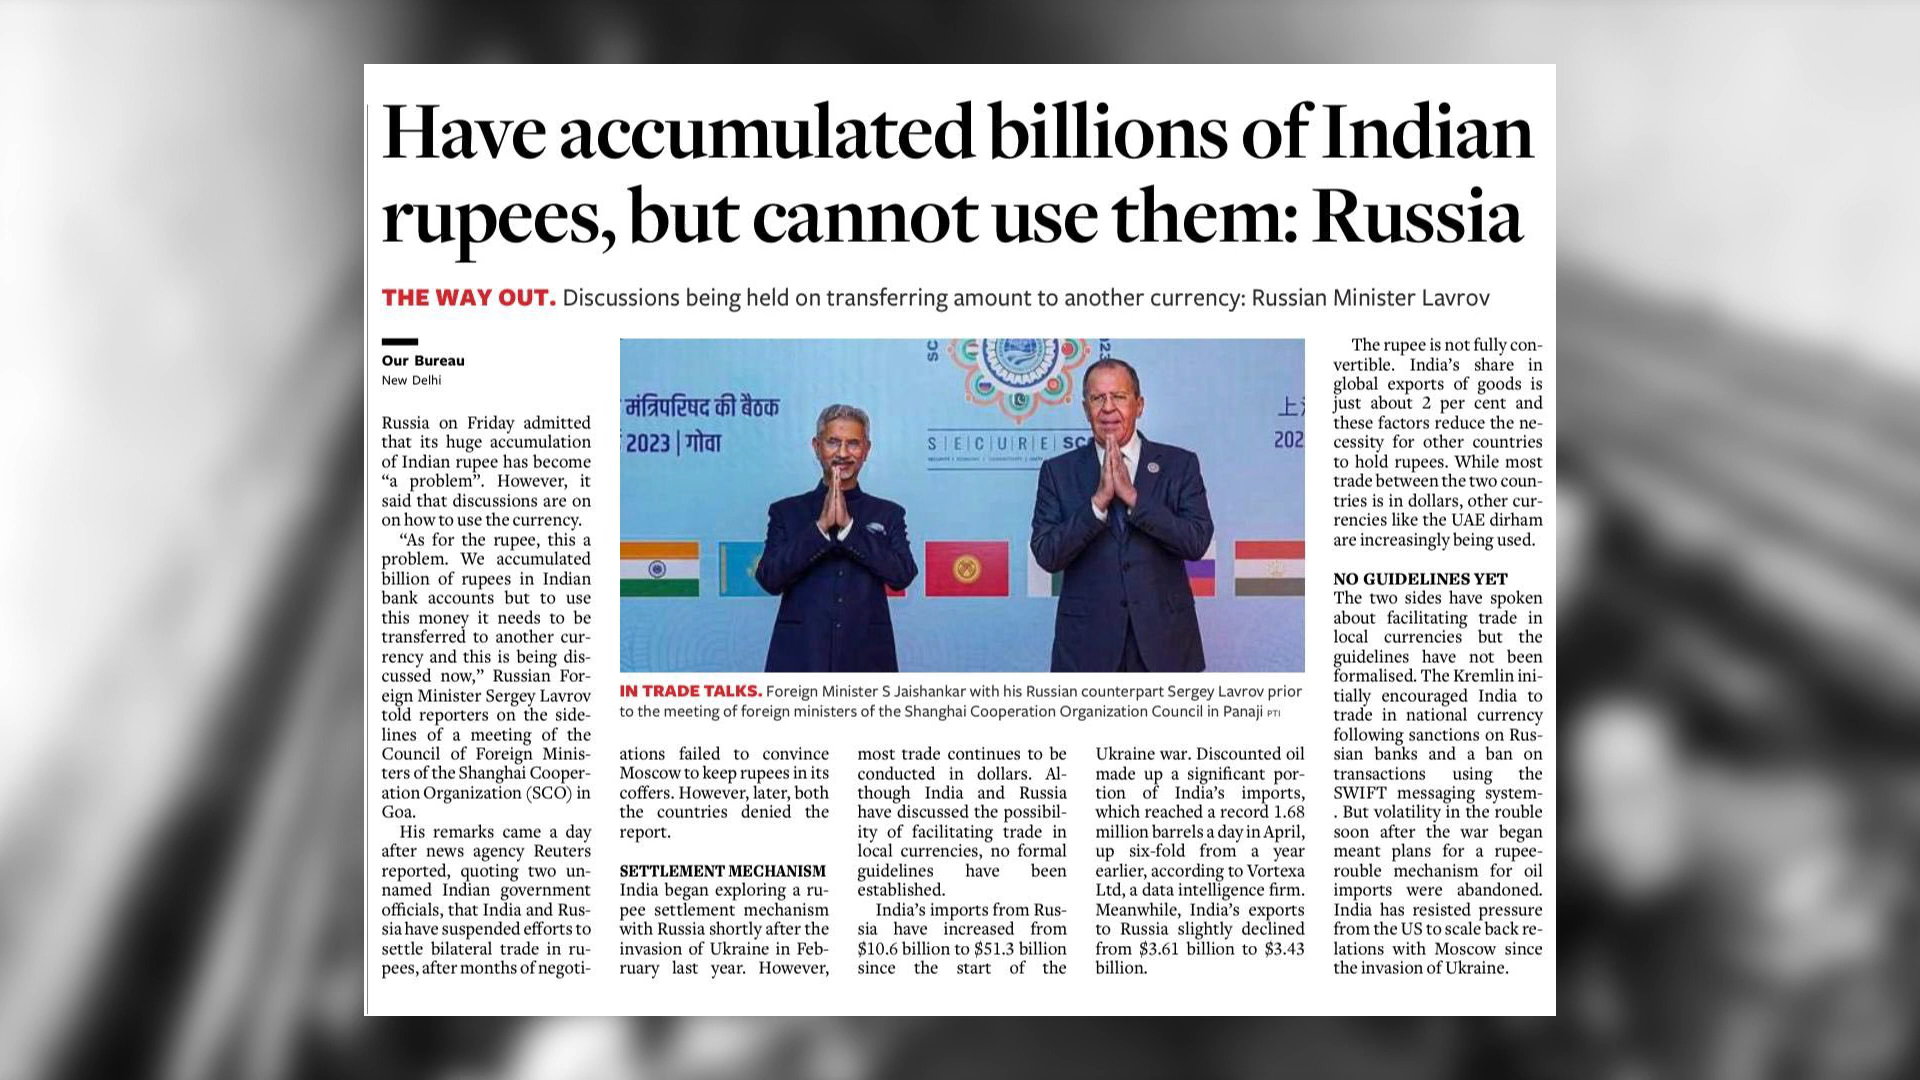 Have accumulated billions of Indian
rupees, but cannot use them: Russia
THE WAY OUT. Discussions being held on transferring amount to another currency: Russian Minister Lavrov
Our Bureau
New Delhi
Russia on Friday admitted
that its huge accumulation
of Indian rupee has become
“a problem”. However, it
said that discussions are on
on how to use the currency.
“As for the rupee, this a
problem. We accumulated
billion of rupees in Indian
bank accounts but to use
this money it needs to be
transferred to another cur-
rency and this is being dis-
cussed now,” Russian For-
eign Minister Sergey Lavrov
told reporters on the side-
lines of a meeting of the
Council of Foreign Minis-
ters of the Shanghai Cooper-
ation Organization (SCO) in
Goa.
His remarks came a day
after news agency Reuters
reported, quoting two un-
named Indian government
officials, that India and Rus-
sia have suspended efforts to
settle bilateral trade in ru-
pees, after months of negoti-
मंत्रिपरिषद की बैठक
2023 | गोवा
SC
23
S|E|C|U|R|E| SC
上
202
IN TRADE TALKS. Foreign Minister S Jaishankar with his Russian counterpart Sergey Lavrov prior
to the meeting of foreign ministers of the Shanghai Cooperation Organization Council in Panaji PTI
ations failed to convince
Moscow to keep rupees in its
coffers. However, later, both
the countries denied the
report.
SETTLEMENT MECHANISM
India began exploring a ru-
pee settlement mechanism
with Russia shortly after the
invasion of Ukraine in Feb-
ruary last year. However,
most trade continues to be
conducted in dollars. Al-
though India and Russia
have discussed the possibil-
ity of facilitating trade in
local currencies, no formal
guidelines have been
established.
India’s imports from Rus-
sia have increased from
$10.6 billion to $51.3 billion
since the start of the
Ukraine war. Discounted oil
made up a significant por-
tion of India’s imports,
which reached a record 1.68
million barrels a day in April,
up six-fold from a year
earlier, according to Vortexa
Ltd, a data intelligence firm.
Meanwhile, India’s exports
to Russia slightly declined
from $3.61 billion to $3.43
billion.
The rupee is not fully con-
vertible. India’s share in
global exports of goods is
just about 2 per cent and
these factors reduce the ne-
cessity for other countries
to hold rupees. While most
trade between the two coun-
tries is in dollars, other cur-
rencies like the UAE dirham
are increasingly being used.
NO GUIDELINES YET
The two sides have spoken
about facilitating trade in
local currencies but the
guidelines have not been
formalised. The Kremlin ini-
tially encouraged India to
trade in national currency
following sanctions on Rus-
sian banks and a ban on
transactions using the
SWIFT messaging system-
. But volatility in the rouble
soon after the war began
meant plans for a rupee-
rouble mechanism for oil
imports were abandoned.
India has resisted pressure
from the US to scale back re-
lations with Moscow since
the invasion of Ukraine.